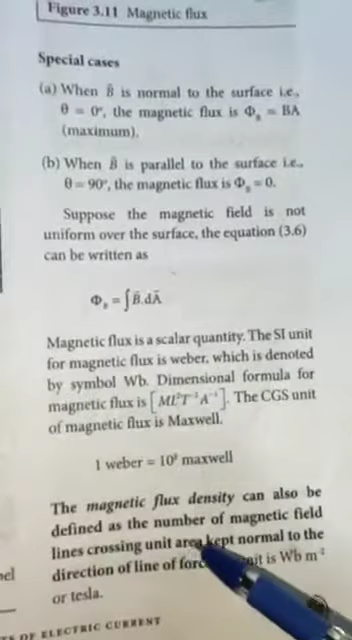 Figure 3.11 Magnetic flux
Special cases
(a) When B⃗ is normal to the surface i.e.,
θ = 0°, the magnetic flux is Φ_B = BA
(maximum).
(b) When B⃗ is parallel to the surface i.e.,
θ = 90°, the magnetic flux is Φ_B = 0.
Suppose the magnetic field is not
uniform over the surface, the equation (3.6)
can be written as
Φ_B = ∫B⃗.dA⃗
Magnetic flux is a scalar quantity. The SI unit
for magnetic flux is weber, which is denoted
by symbol Wb. Dimensional formula for
magnetic flux is [ML²T⁻²A⁻¹]. The CGS unit
of magnetic flux is Maxwell.
1 weber = 10⁸ maxwell
The magnetic flux density can also be
defined as the number of magnetic field
lines crossing unit area kept normal to the
direction of line of is Wb m⁻²
or tesla.
OF ELECTRIC CURRENT